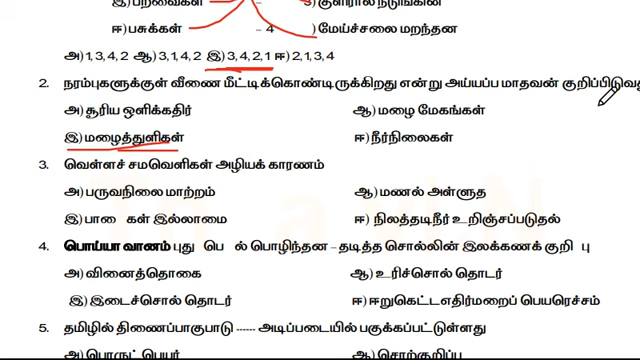 இ) பறவைகள் – 3) குளிரால் நடுங்கின
ஈ) பசுக்கள் – 4 ) மேய்ச்சலை மறந்தன
அ) 1, 3, 4, 2 ஆ) 3, 1, 4, 2 இ) 3, 4, 2, 1 ஈ) 2, 1, 3, 4
2. நரம்புகளுக்குள் வீணை மீட்டிக்கொண்டிருக்கிறது என்று அய்யப்ப மாதவன் குறிப்பிடுவது
அ) சூரிய ஒளிக்கதிர் ஆ) மழை மேகங்கள்
இ) மழைத்துளிகள் ஈ) நீர்நிலைகள்
3. வெள்ளச் சமவெளிகள் அழியக் காரணம்
அ) பருவநிலை மாற்றம் ஆ) மணல் அள்ளுத
இ) பா கள் இல்லாமை ஈ) நிலத்தடிநீர் உறிஞ்சப்படுதல்
4. பொய்யா வானம் புது பெ ல் பொழிந்தன – தடித்த சொல்லின் இலக்கணக் குறி பு
அ) வினைத்தொகை ஆ) உரிச்சொல் தொடர்
இ) இடைச்சொல் தொடர் ஈ) ஈறுகெட்ட எதிர்மறைப் பெயரெச்சம்
5. தமிழில் திணைப்பாகுபாடு ------ அடிப்படையில் பகுக்கப்பட்டுள்ளது
அ) பொருட் பெயர் ஆ) சொற்குறிப்பு